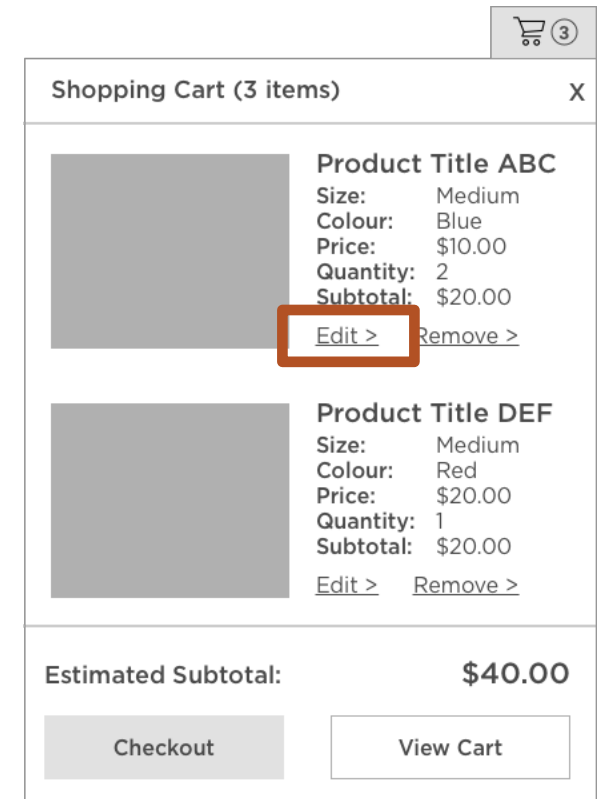 3
Shopping Cart (3 items) X
Product Title ABC
Size: Medium
Colour: Blue
Price: $10.00
Quantity: 2
Subtotal: $20.00
Edit > Remove >
Product Title DEF
Size: Medium
Colour: Red
Price: $20.00
Quantity: 1
Subtotal: $20.00
Edit > Remove >
Estimated Subtotal: $40.00
Checkout View Cart